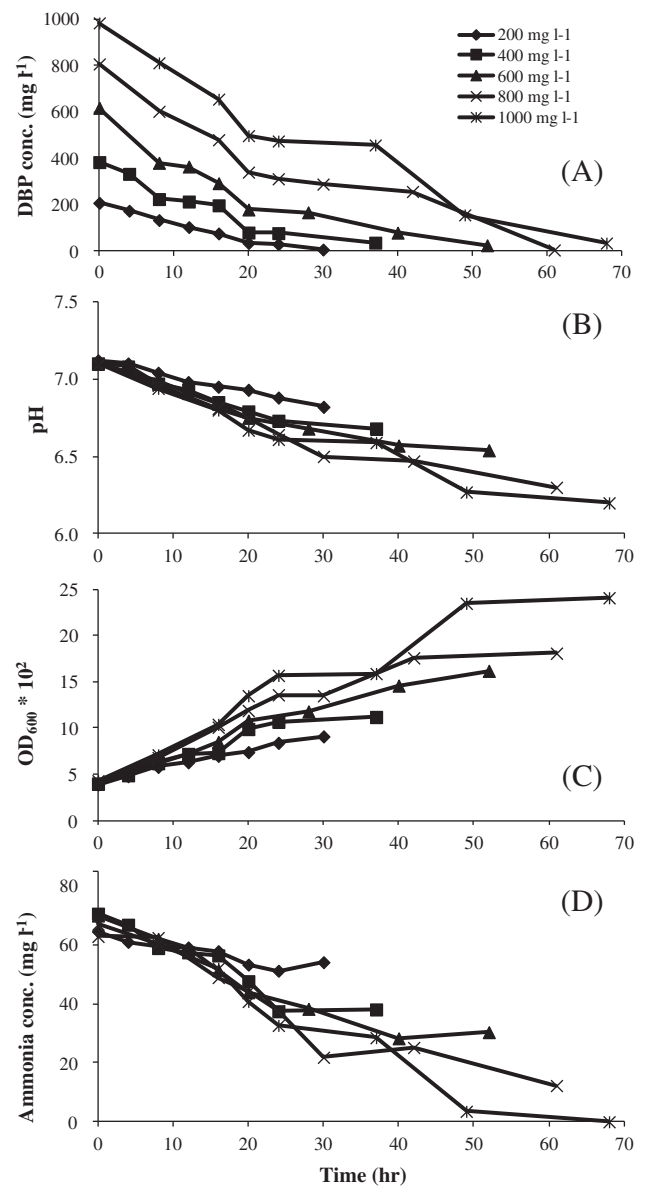 1000
800
600
400
200
0
DBP conc. (mg l-1)
200 mg l-1
400 mg l-1
600 mg l-1
800 mg l-1
1000 mg l-1
(A)
0 10 20 30 40 50 60 70
7.5
7.0
6.5
6.0
pH
(B)
0 10 20 30 40 50 60 70
25
20
15
10
5
0
OD600 * 102
(C)
0 10 20 30 40 50 60 70
80
60
40
20
0
Ammonia conc. (mg l-1)
(D)
0 10 20 30 40 50 60 70
Time (hr)